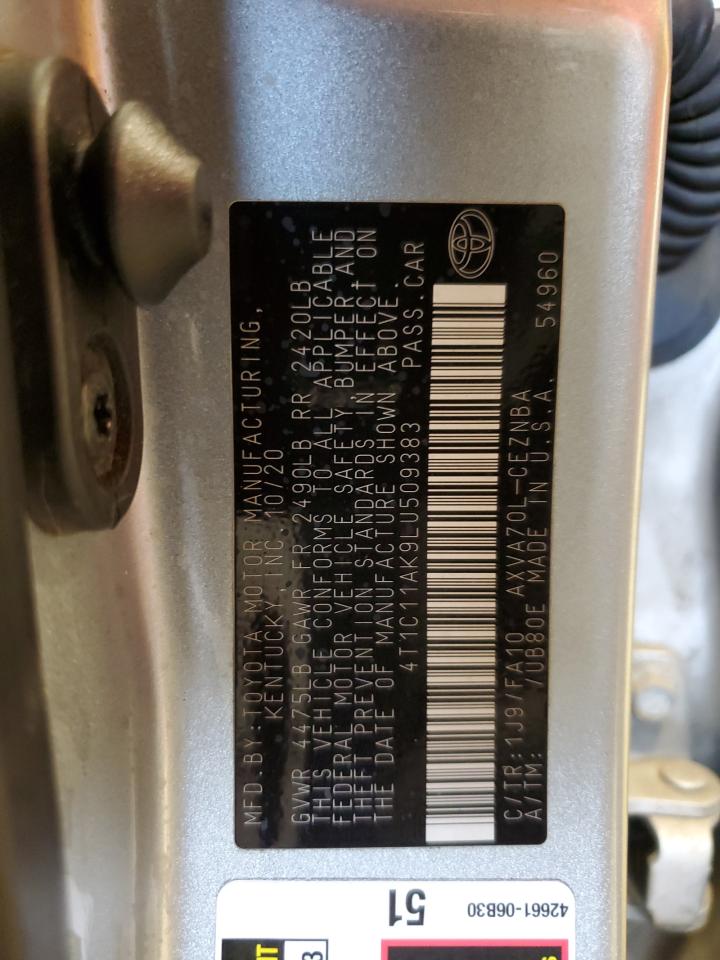 MFD.BY:TOYOTA MOTOR MANUFACTURING,
KENTUCKY,INC 10/20
GVWR 4475LB GAWR FR 2490LB RR 2420LB
THIS VEHICLE CONFORMS TO ALL APPLICABLE
FEDERAL MOTOR VEHICLE SAFETY, BUMPER, AND
THEFT PREVENTION STANDARDS IN EFFECT ON
THE DATE OF MANUFACTURE SHOWN ABOVE.
4T1C11AK9LU509383 PASS.CAR
C/TR:1J9/FA10 AXVA70L-CEZNBA
A/TM: /UB80E MADE IN U.S.A. 54960
51
42661-06B30